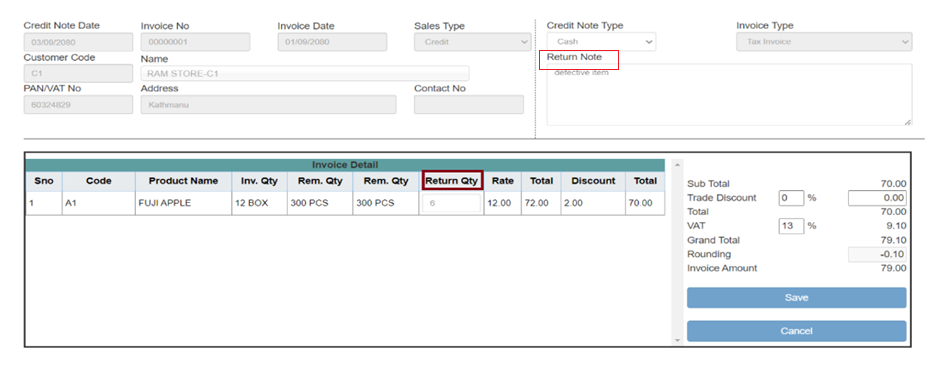 Credit Note Date Invoice No Invoice Date Sales Type Credit Note Type Invoice Type
03/09/2080 00000001 01/09/2080 Credit Cash Tax Invoice
Customer Code Name Return Note
C1 RAM STORE-C1 defective item
PAN/VAT No Address Contact No
60324829 Kathmanu
Invoice Detail
Sno Code Product Name Inv. Qty Rem. Qty Rem. Qty Return Qty Rate Total Discount Total
1 A1 FUJI APPLE 12 BOX 300 PCS 300 PCS 6 12.00 72.00 2.00 70.00
Sub Total 70.00
Trade Discount 0 % 0.00
Total 70.00
VAT 13 % 9.10
Grand Total 79.10
Rounding -0.10
Invoice Amount 79.00
Save
Cancel